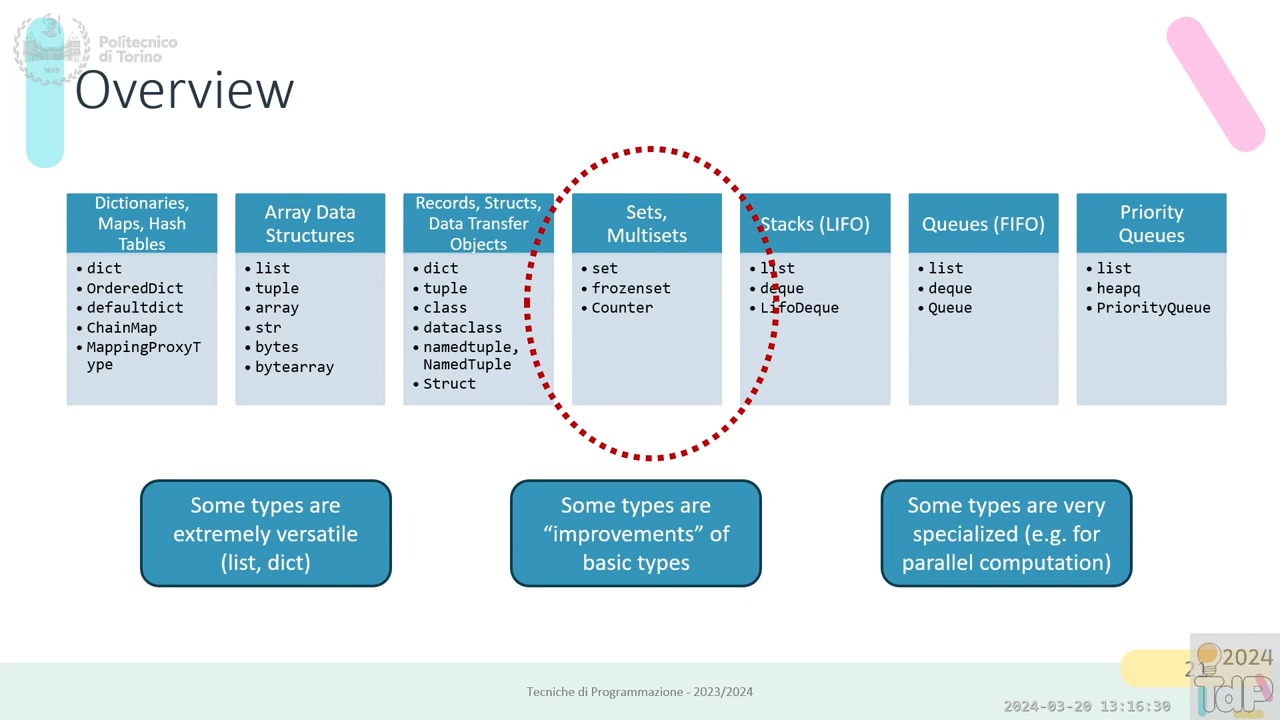 Politecnico
di Torino
Overview
Dictionaries,
Maps, Hash
Tables
• dict
• OrderedDict
• defaultdict
• ChainMap
• MappingProxyT
ype
Array Data
Structures
• list
• tuple
• array
• str
• bytes
• bytearray
Records, Structs,
Data Transfer
Objects
• dict
• tuple
• class
• dataclass
• namedtuple,
NamedTuple
• Struct
Sets,
Multisets
• set
• frozenset
• Counter
Stacks (LIFO)
• list
• deque
• LifoDeque
Queues (FIFO)
• list
• deque
• Queue
Priority
Queues
• list
• heapq
• PriorityQueue
Some types are
extremely versatile
(list, dict)
Some types are
“improvements” of
basic types
Some types are very
specialized (e.g. for
parallel computation)
Tecniche di Programmazione - 2023/2024
2024
TdP
2024-03-20 13:16:30